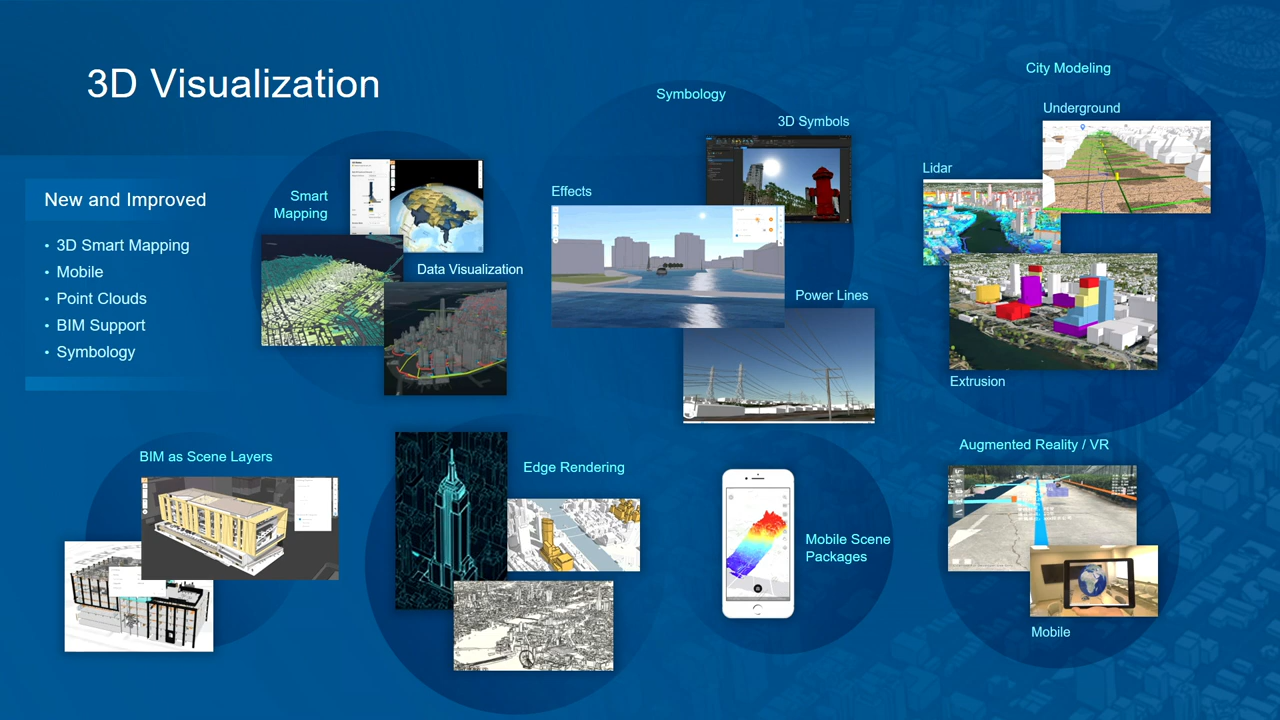 3D Visualization
New and Improved
• 3D Smart Mapping
• Mobile
• Point Clouds
• BIM Support
• Symbology
Smart
Mapping
Data Visualization
Symbology
3D Symbols
Effects
Power Lines
City Modeling
Underground
Lidar
Extrusion
BIM as Scene Layers
Edge Rendering
Mobile Scene
Packages
Augmented Reality / VR
Mobile